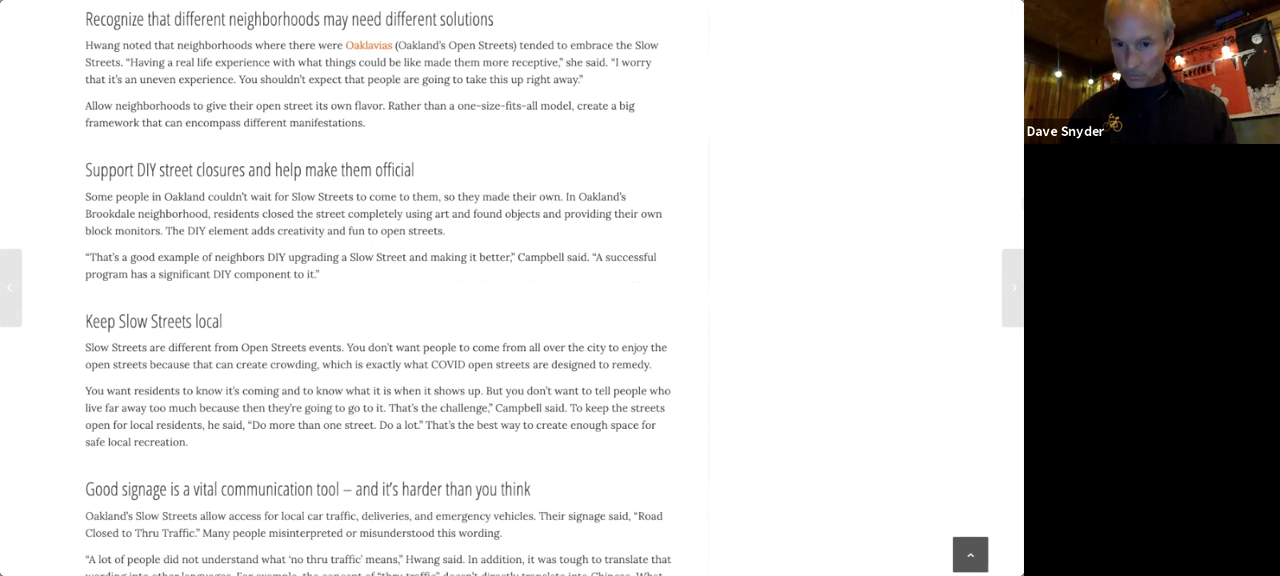 Recognize that different neighborhoods may need different solutions
Hwang noted that neighborhoods where there were Oaklavias (Oakland's Open Streets) tended to embrace the Slow
Streets. “Having a real life experience with what things could be like made them more receptive,” she said. “I worry
that it's an uneven experience. You shouldn't expect that people are going to take this up right away.”
Allow neighborhoods to give their open street its own flavor. Rather than a one-size-fits-all model, create a big
framework that can encompass different manifestations.
Support DIY street closures and help make them official
Some people in Oakland couldn't wait for Slow Streets to come to them, so they made their own. In Oakland's
Brookdale neighborhood, residents closed the street completely using art and found objects and providing their own
block monitors. The DIY element adds creativity and fun to open streets.
“That's a good example of neighbors DIY upgrading a Slow Street and making it better,” Campbell said. “A successful
program has a significant DIY component to it.”
Keep Slow Streets local
Slow Streets are different from Open Streets events. You don't want people to come from all over the city to enjoy the
open streets because that can create crowding, which is exactly what COVID open streets are designed to remedy.
You want residents to know it's coming and to know what it is when it shows up. But you don't want to tell people who
live far away too much because then they're going to go to it. That's the challenge,” Campbell said. To keep the streets
open for local residents, he said, “Do more than one street. Do a lot.” That's the best way to create enough space for
safe local recreation.
Good signage is a vital communication tool – and it's harder than you think
Oakland's Slow Streets allow access for local car traffic, deliveries, and emergency vehicles. Their signage said, “Road
Closed to Thru Traffic.” Many people misinterpreted or misunderstood this wording.
“A lot of people did not understand what ‘no thru traffic’ means,” Hwang said. In addition, it was tough to translate that
wording into other languages. For example, the concept of “thru traffic” doesn't directly translate into Chinese. What
Dave Snyder